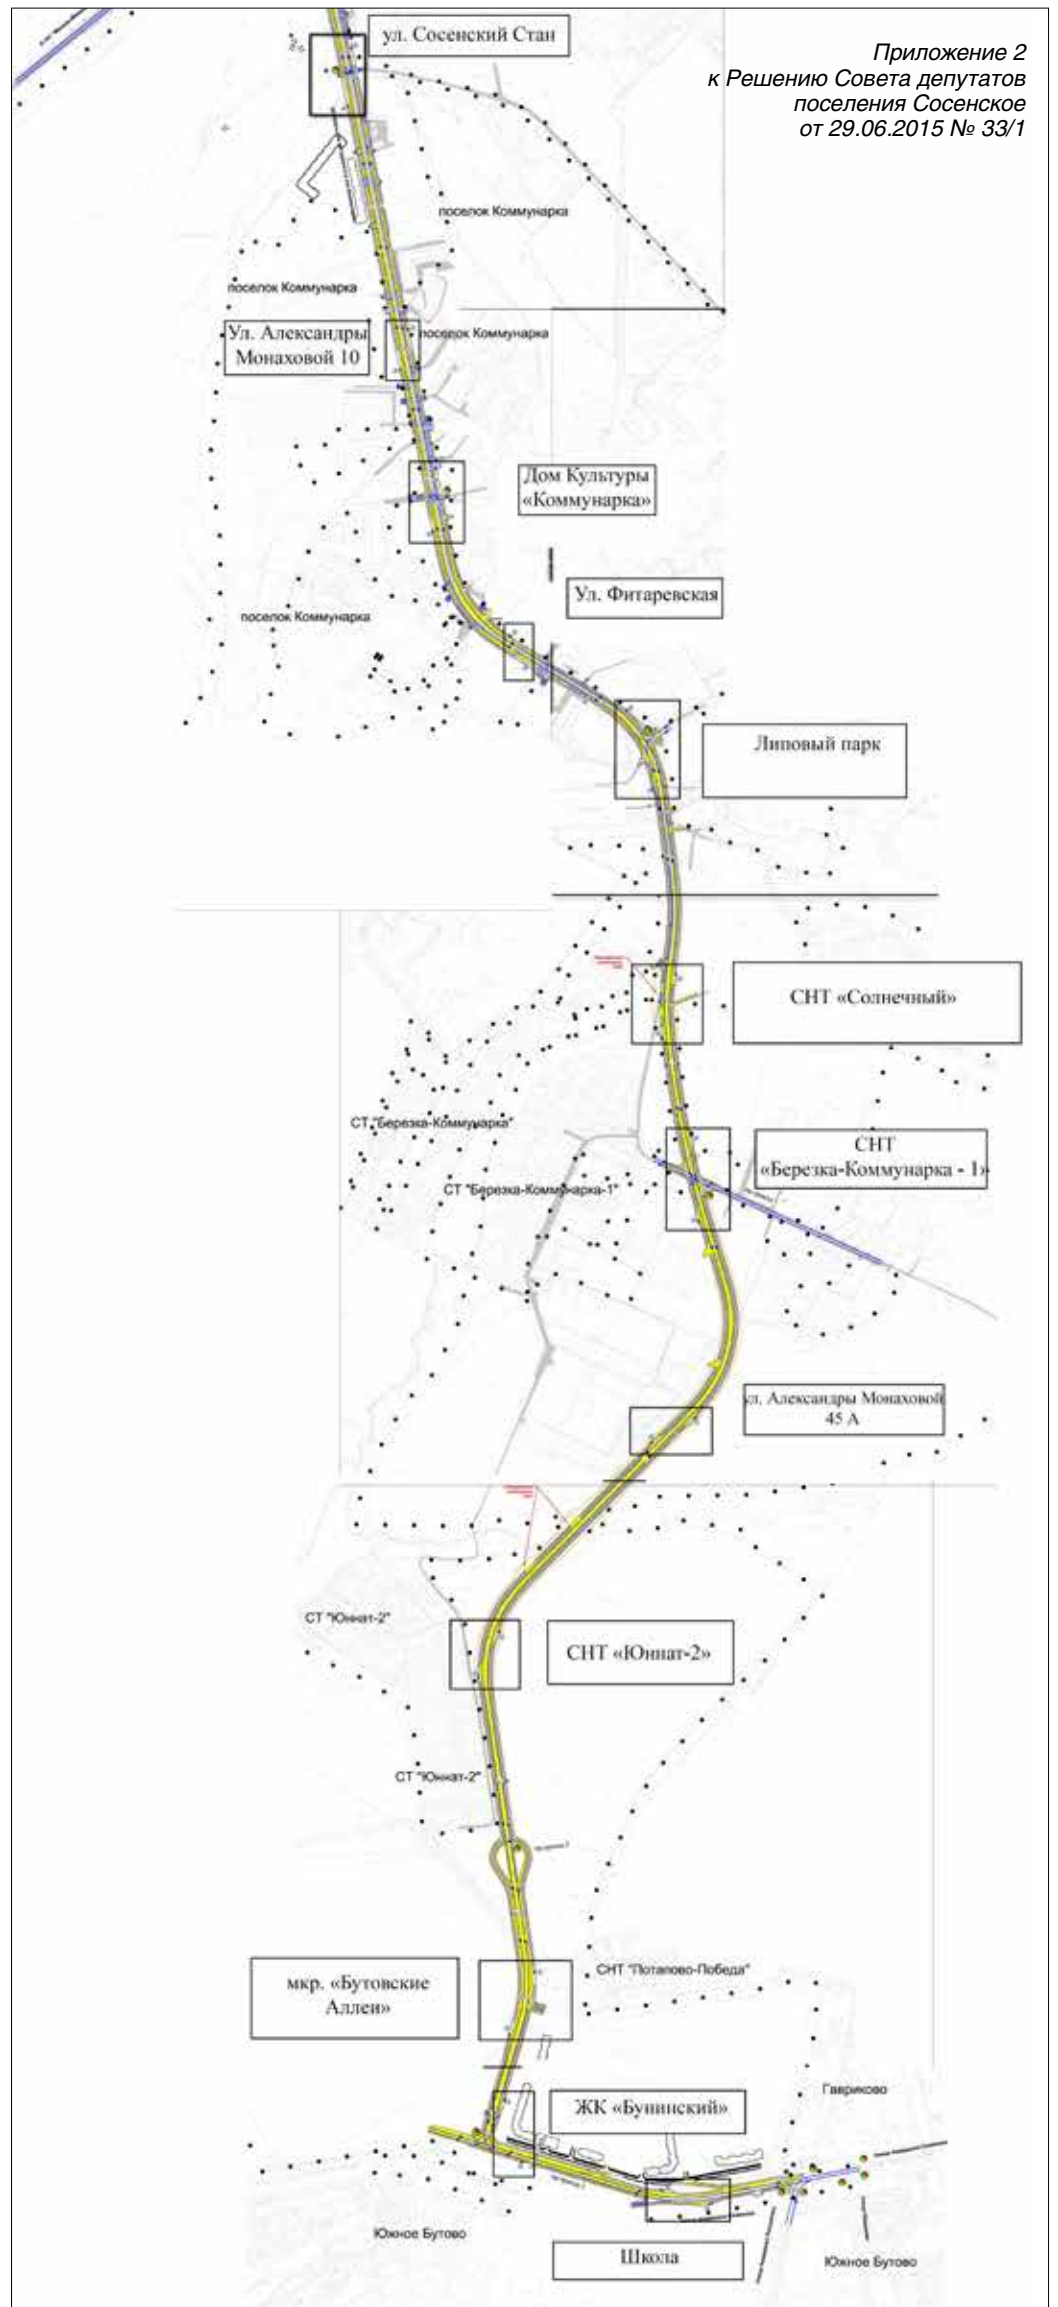 ул. Сосенский Стан
Приложение 2
к Решению Совета депутатов
поселения Сосенское
от 29.06.2015 № 33/1
поселок Коммунарка
поселок Коммунарка
Ул. Александры
Монаховой 10
поселок Коммунарка
Дом Культуры
«Коммунарка»
Ул. Фитаревская
поселок Коммунарка
Липовый парк
СНТ «Солнечный»
СТ "Березка-Коммунарка"
СНТ
«Березка-Коммунарка - 1»
СТ "Березка-Коммунарка-1"
ул. Александры Монаховой
45 А
СТ "Юннат-2"
СНТ «Юннат-2»
СТ "Юннат-2"
СНТ "Потапово-Победа"
мкр. «Бутовские
Аллеи»
Гавриково
ЖК «Бунинский»
Южное Бутово
Школа
Южное Бутово